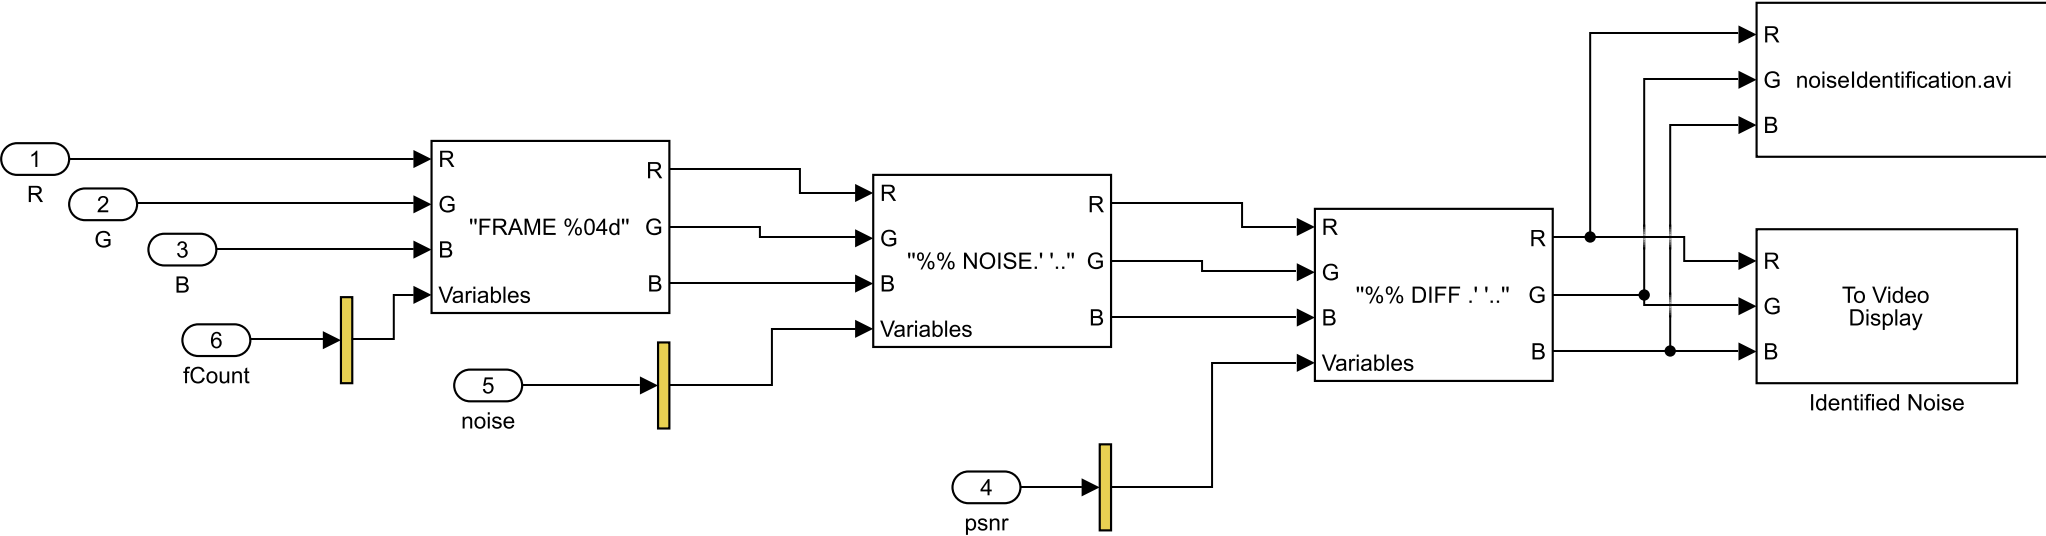 1
R
2
G
3
B
6
fCount
R
G
B
Variables
"FRAME %04d"
R
G
B
5
noise
R
G
B
Variables
"%% NOISE.' '.."
R
G
B
4
psnr
R
G
B
Variables
"%% DIFF .' '.."
R
G
B
R
G
B
noiseIdentification.avi
R
G
B
To Video
Display
Identified Noise